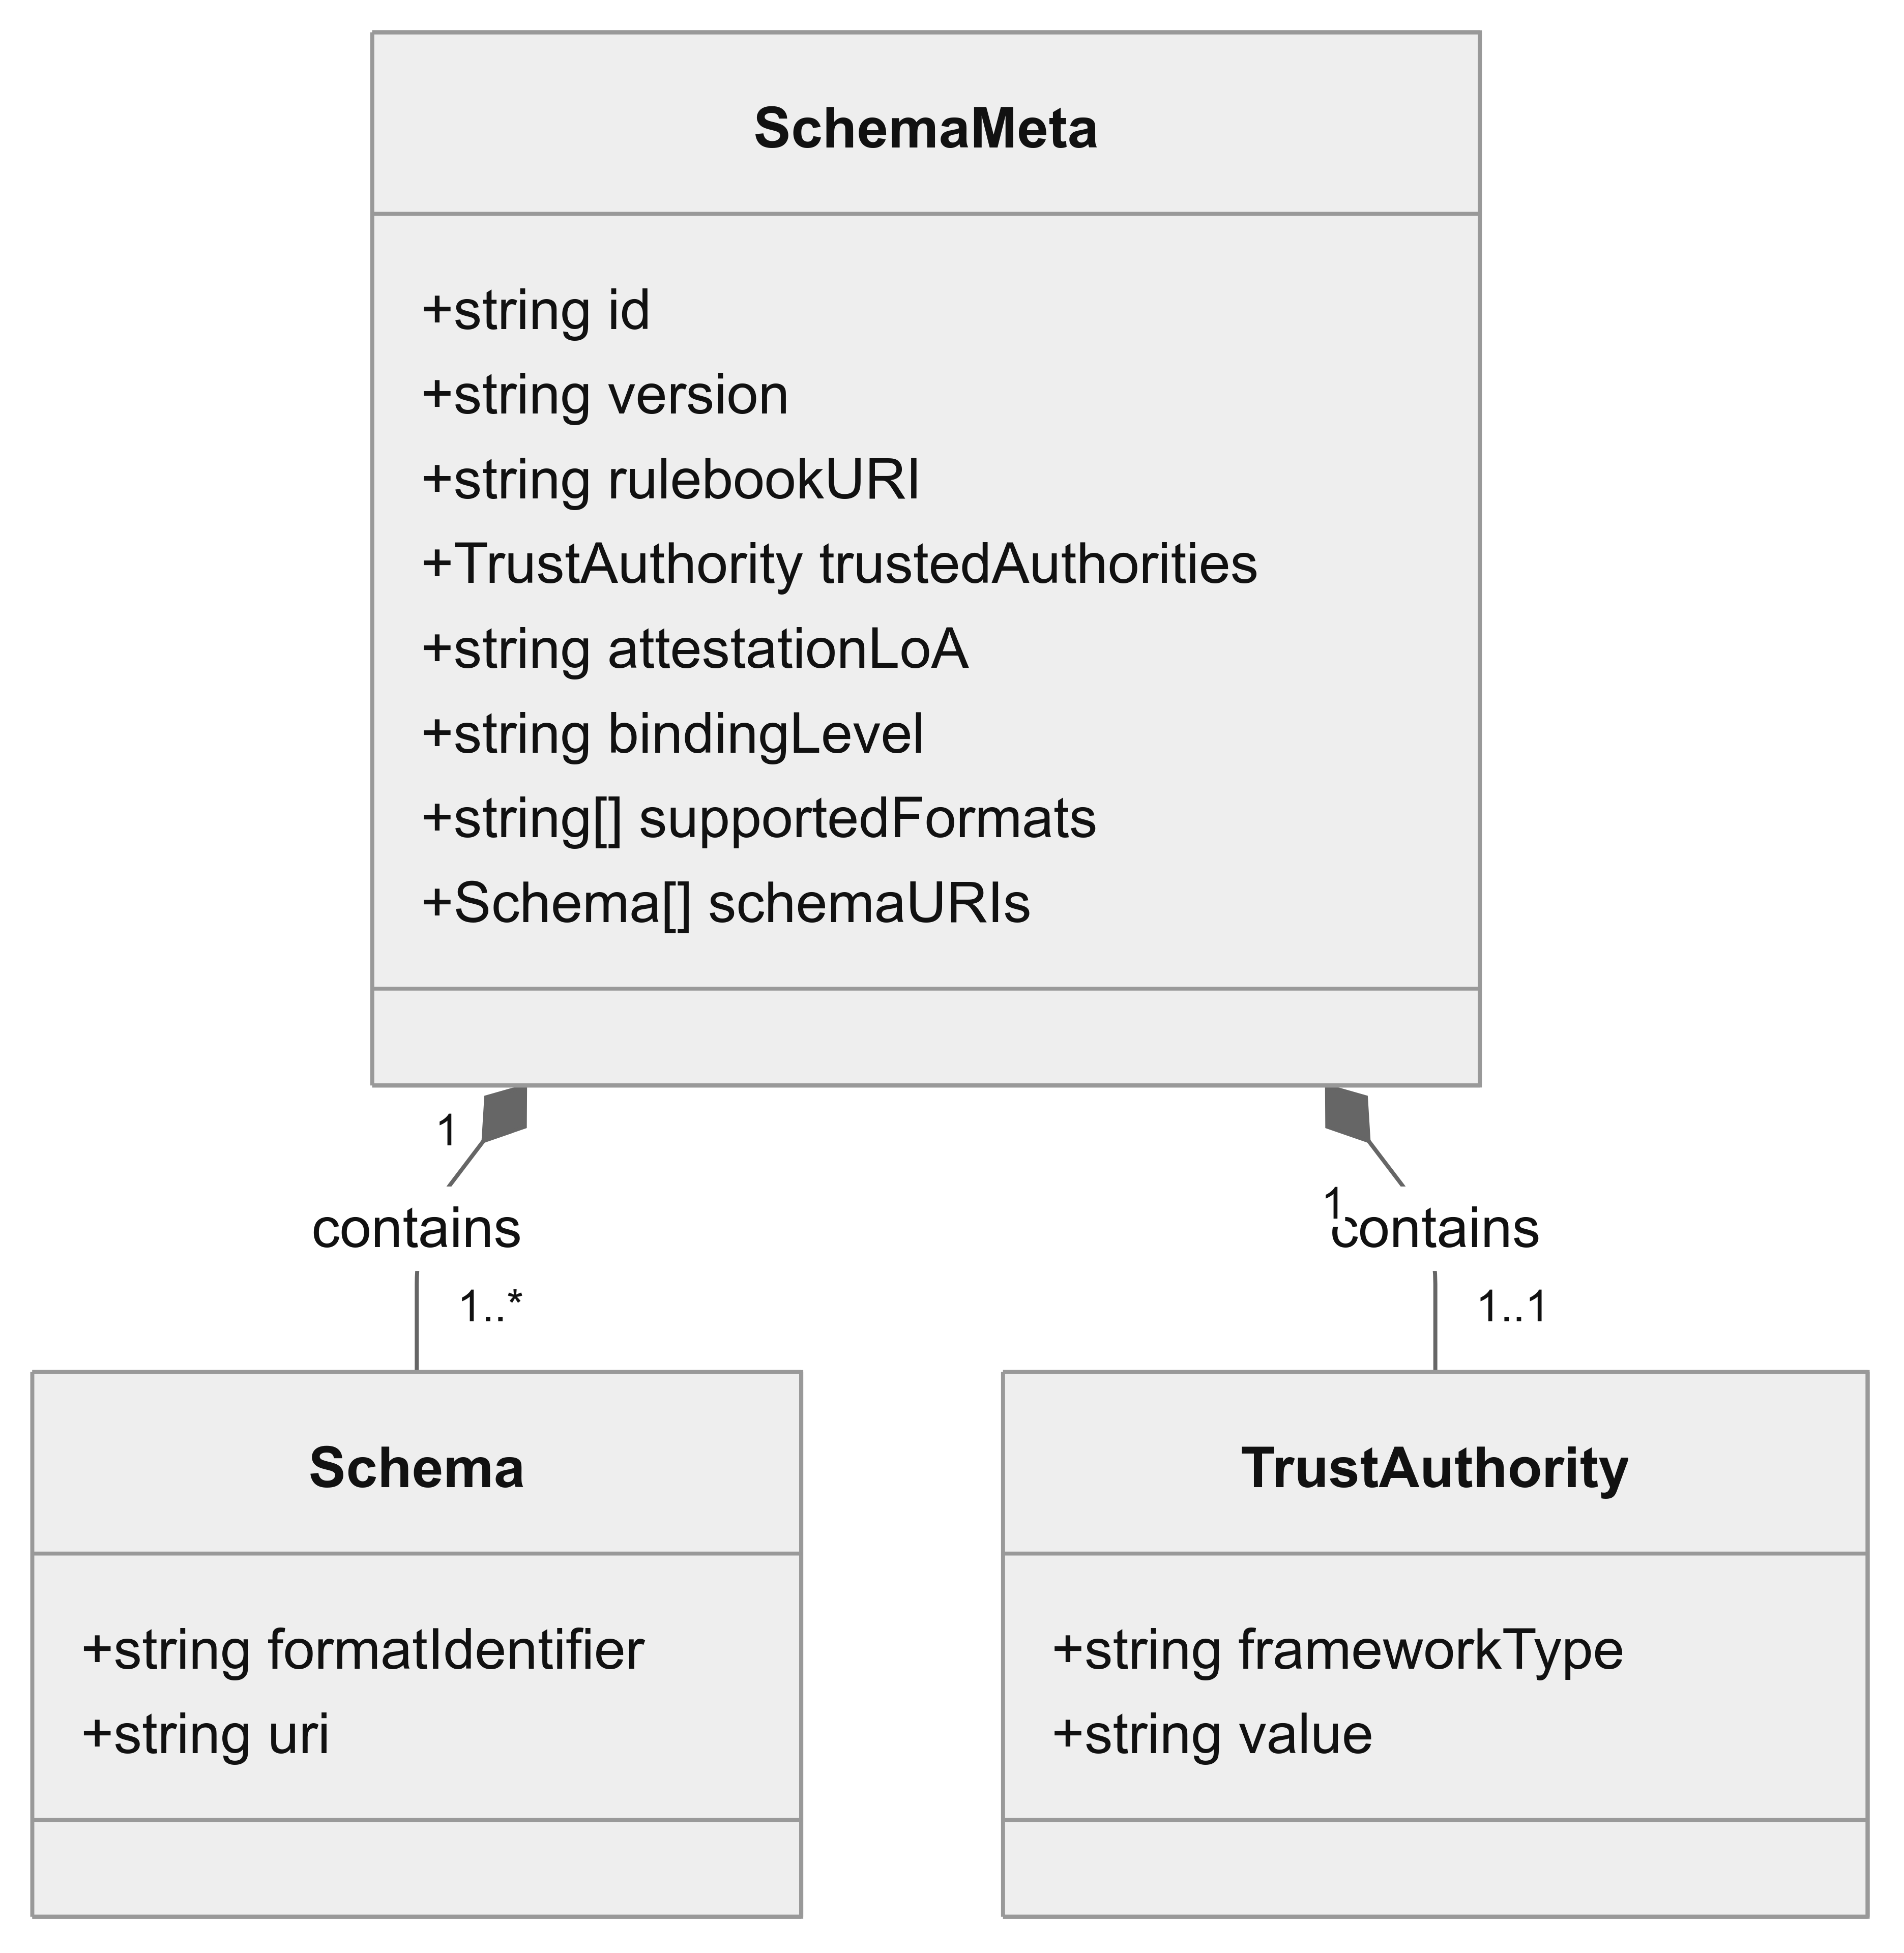 SchemaMeta
+string id
+string version
+string rulebookURI
+TrustAuthority trustedAuthorities
+string attestationLoA
+string bindingLevel
+string[] supportedFormats
+Schema[] schemaURIs
1
1
contains
contains
1..*
1..1
Schema
+string formatIdentifier
+string uri
TrustAuthority
+string frameworkType
+string value